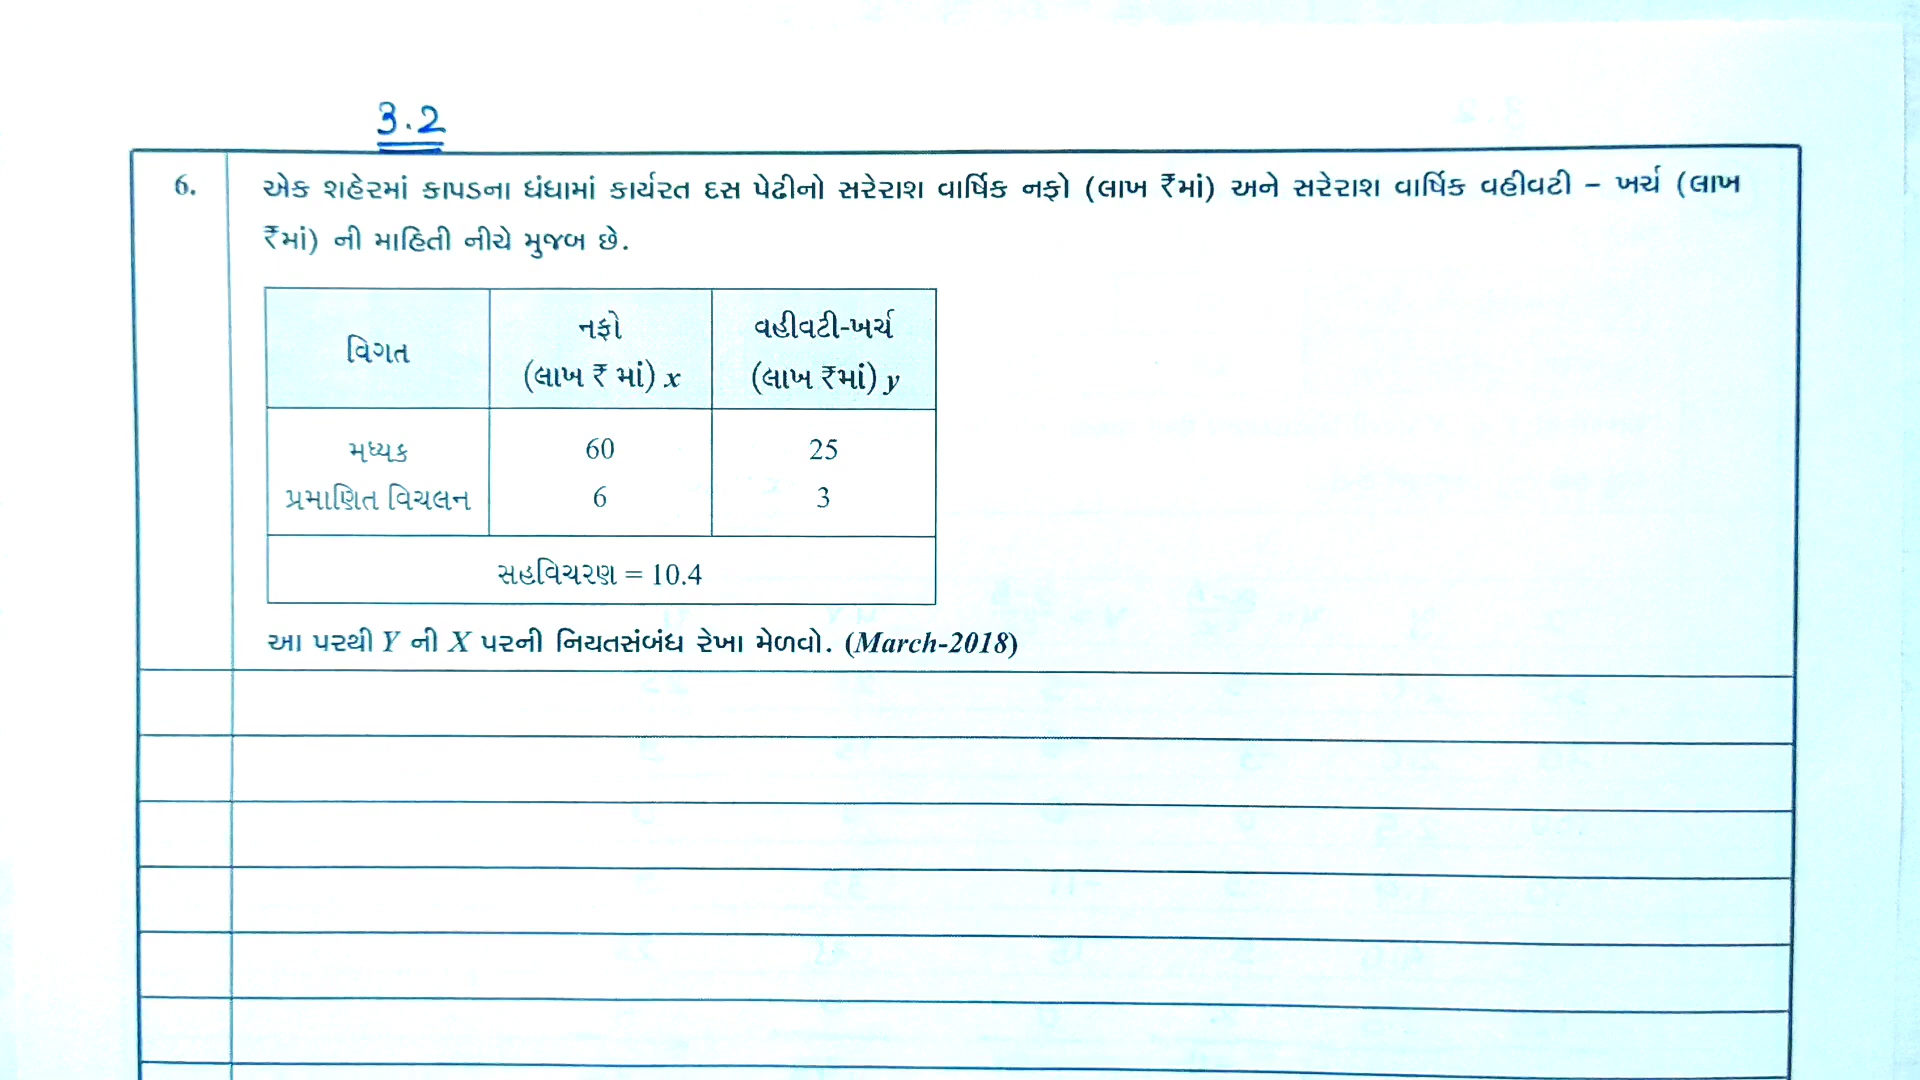 3.2
6. એક શહેરમાં કાપડના ધંધામાં કાર્યરત દસ પેઢીનો સરેરાશ વાર્ષિક નફો (લાખ ₹માં) અને સરેરાશ વાર્ષિક વહીવટી – ખર્ચ (લાખ
₹માં) ની માહિતી નીચે મુજબ છે.
વિગત નફો વહીવટી-ખર્ચ
(લાખ ₹ માં) x (લાખ ₹માં) y
મધ્યક 60 25
પ્રમાણિત વિચલન 6 3
સહવિચરણ = 10.4
આ પરથી Y ની X પરની નિયતસંબંધ રેખા મેળવો. (March-2018)